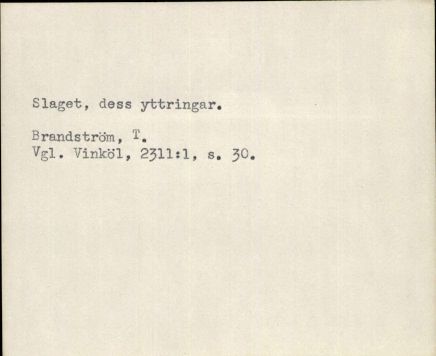 Slaget, dess yttringar.
Brandström, T.
Vgl. Vinköl, 2311:1, s. 30.